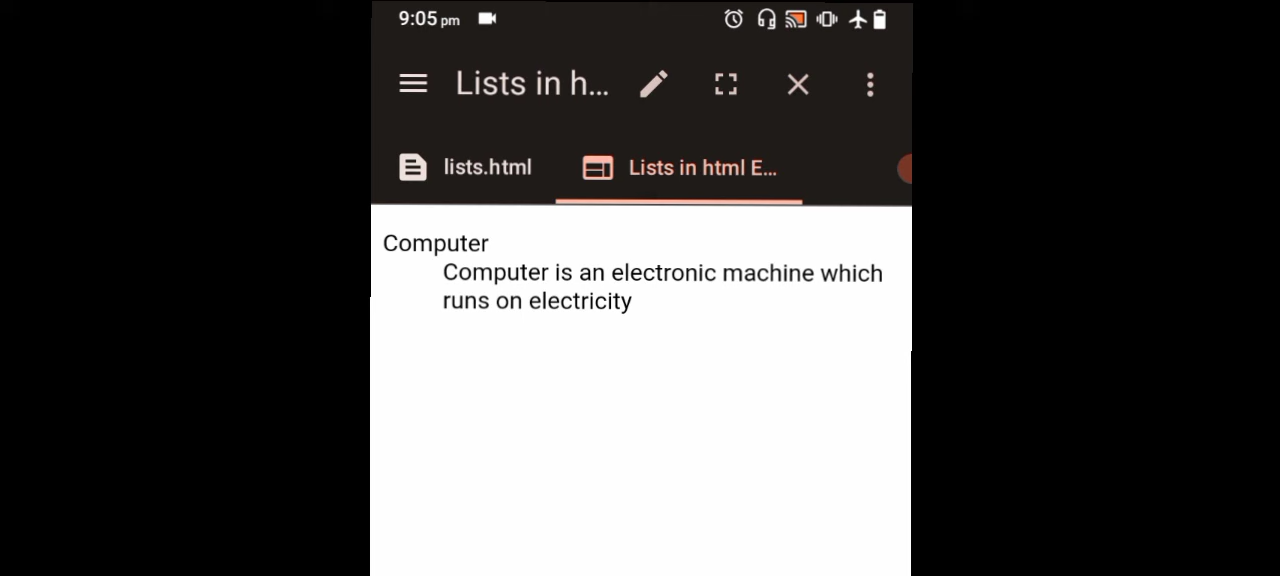 9:05 pm
Lists in h...
lists.html
Lists in html E...
Computer
Computer is an electronic machine which
runs on electricity